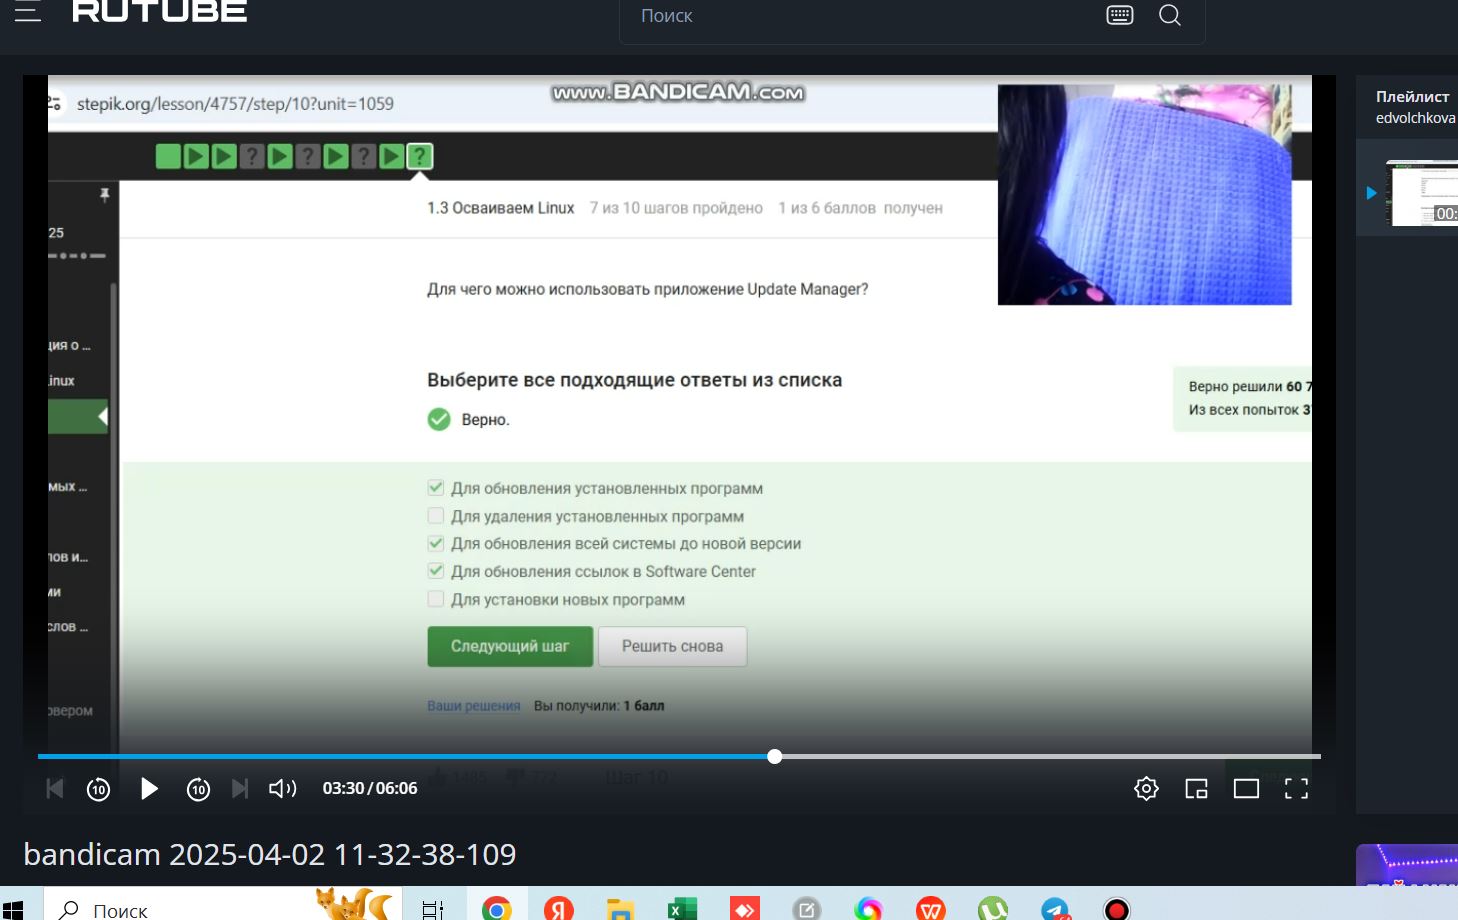 RUTUBE
Поиск
www.BANDICAM.com
stepik.org/lesson/4757/step/10?unit=1059
Плейлист
edvolchkova
1.3 Осваиваем Linux 7 из 10 шагов пройдено 1 из 6 баллов получен
25
00:
Для чего можно использовать приложение Update Manager?
ция о ...
inux
Выберите все подходящие ответы из списка
Верно решили 60 7
Верно.
Из всех попыток 3
Для обновления установленных программ
мых ...
Для удаления установленных программ
Для обновления всей системы до новой версии
лов и...
Для обновления ссылок в Software Center
ми
Для установки новых программ
слов ...
Следующий шаг
Решить снова
Ваши решения Вы получили: 1 балл
рвером
1485 772 Шаг 10
10
10
03:30 / 06:06
bandicam 2025-04-02 11-32-38-109
Поиск